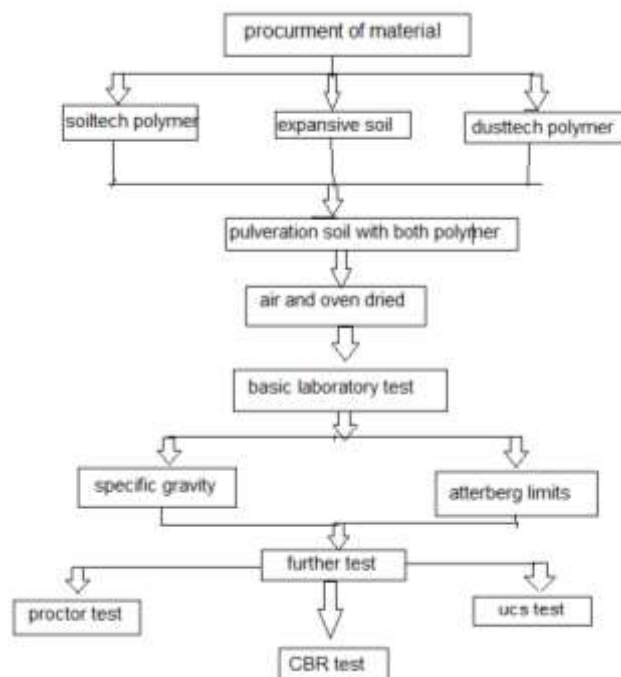 procurment of material
soiltech polymer
expansive soil
dusttech polymer
pulveration soil with both polymer
air and oven dried
basic laboratory test
specific gravity
atterberg limits
further test
proctor test
ucs test
CBR test